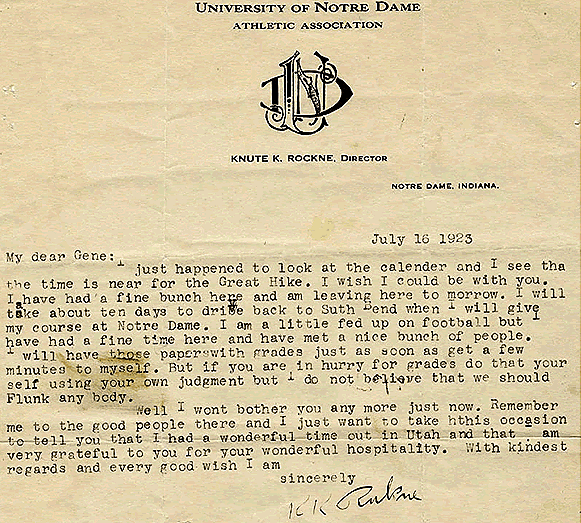 UNIVERSITY OF NOTRE DAME
ATHLETIC ASSOCIATION
KNUTE K. ROCKNE, DIRECTOR
NOTRE DAME, INDIANA.
July 16 1923
My dear Gene:
I just happened to look at the calender and I see tha
the time is near for the Great Hike. I wish I could be with you.
I have had a fine bunch here and am leaving here to morrow. I will
take about ten days to drive back to Suth Bend when I will give
my course at Notre Dame. I am a little fed up on football but I
have had a fine time here and have met a nice bunch of people.
I will have those paperswith grades just as soon as get a few
minutes to myself. But if you are in hurry for grades do that your
self using your own judgment but I do not believe that we should
Flunk any body.
Well I wont bother you any more just now. Remember
me to the good people there and I just want to take hthis occasion
to tell you that I had a wonderful time out in Utah and that I am
very grateful to you for your wonderful hospitality. With kindest
regards and every good wish I am
sincerely
KK Rockne